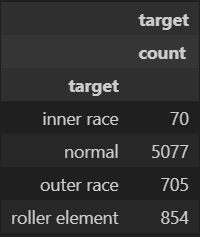 target
count
target
inner race 70
normal 5077
outer race 705
roller element 854